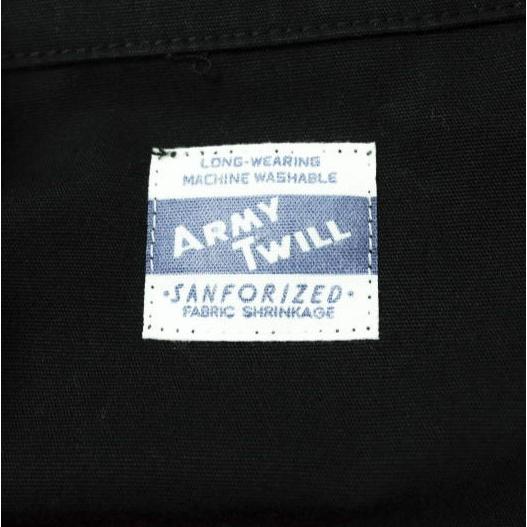 LONG-WEARING
MACHINE WASHABLE
ARMY
TWILL
·SANFORIZED·
FABRIC SHRINKAGE